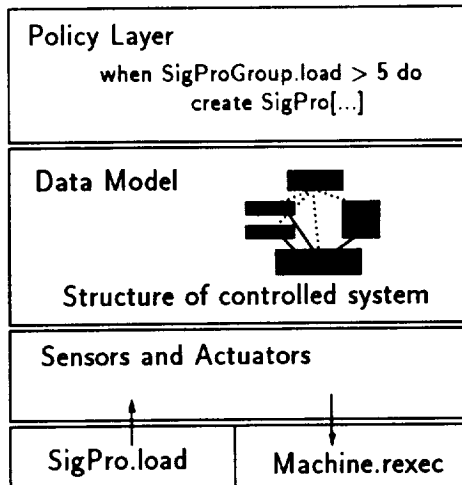 Policy Layer
when SigProGroup.load > 5 do
create SigPro[...]
Data Model
Structure of controlled system
Sensors and Actuators
SigPro.load
Machine.rexec